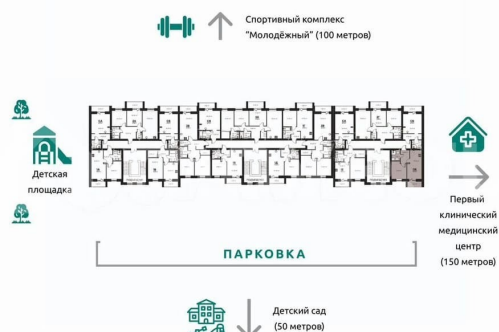 Спортивный комплекс
“Молодёжный” (100 метров)
Детская
площадка
Первый
клинический
медицинский
центр
(150 метров)
ПАРКОВКА
Детский сад
(50 метров)